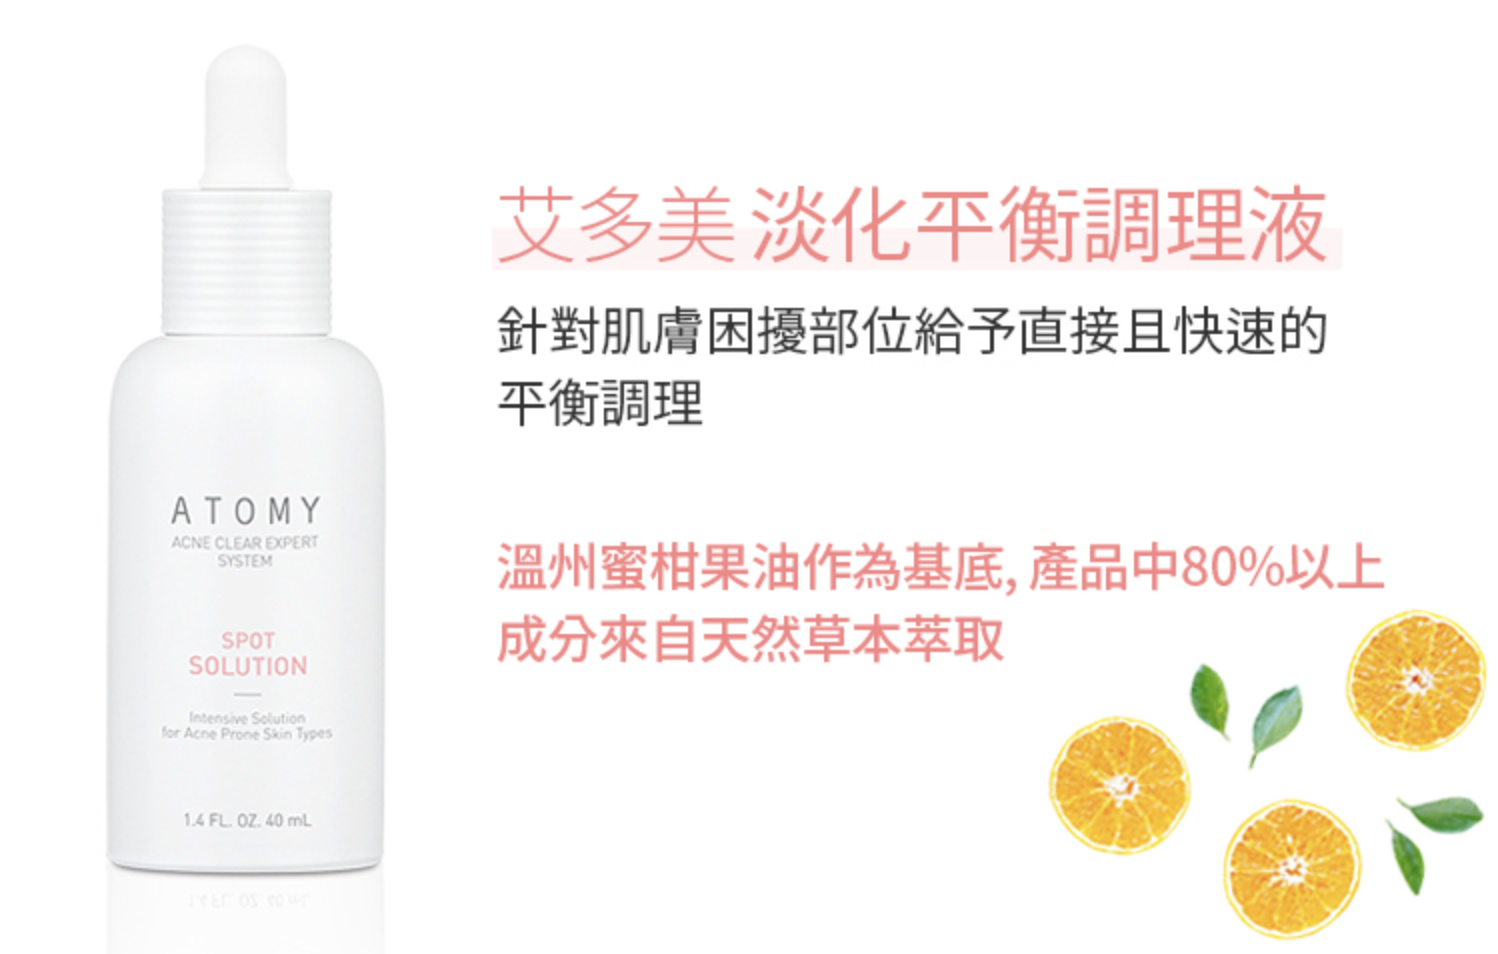 艾多美 淡化平衡調理液
針對肌膚困擾部位給予直接且快速的
平衡調理
溫州蜜柑果油作為基底, 產品中80%以上
成分來自天然草本萃取
ATOMY
ACNE CLEAR EXPERT
SYSTEM
SPOT
SOLUTION
Intensive Solution
for Acne Prone Skin Types
1.4 FL. OZ. 40 mL